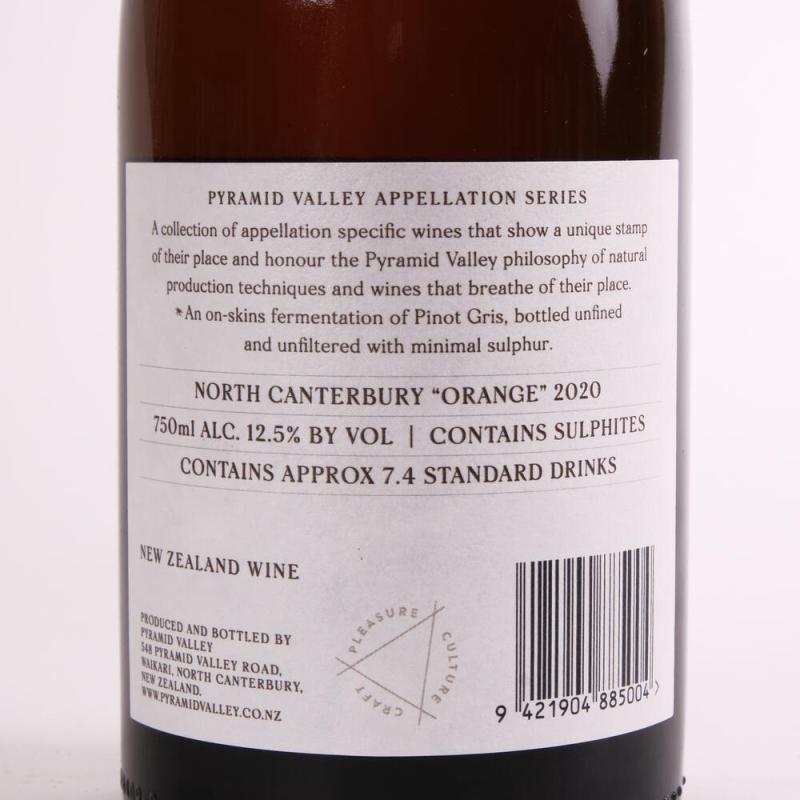 PYRAMID VALLEY APPELLATION SERIES
A collection of appellation specific wines that show a unique stamp
of their place and honour the Pyramid Valley philosophy of natural
production techniques and wines that breathe of their place.
*An on-skins fermentation of Pinot Gris, bottled unfined
and unfiltered with minimal sulphur.
NORTH CANTERBURY “ORANGE” 2020
750ml ALC. 12.5% BY VOL | CONTAINS SULPHITES
CONTAINS APPROX 7.4 STANDARD DRINKS
NEW ZEALAND WINE
PRODUCED AND BOTTLED BY
PYRAMID VALLEY
548 PYRAMID VALLEY ROAD,
WAIKARI, NORTH CANTERBURY,
NEW ZEALAND.
WWW.PYRAMIDVALLEY.CO.NZ
PLEASURE
CULTURE
CRAFT
9 421904 885004 >